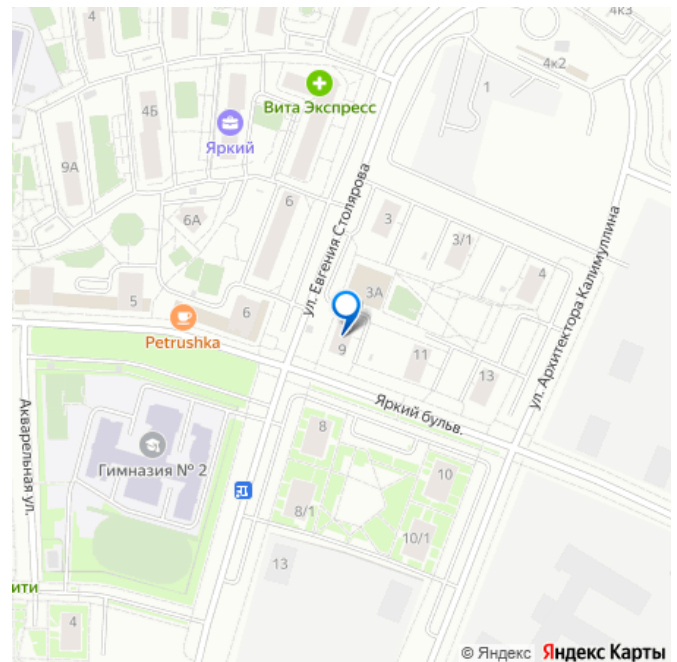 4
4к3
4к2
1
Вита Экспресс
4Б
Яркий
9А
ул. Евгения Столярова
6
6А
3
3/1
4
ул. Архитектора Калимуллина
3А
5
6
Petrushka
9
11
13
Яркий бульв.
Акварельная ул.
Гимназия № 2
8
10
8/1
10/1
13
ити
4
© Яндекс Яндекс Карты